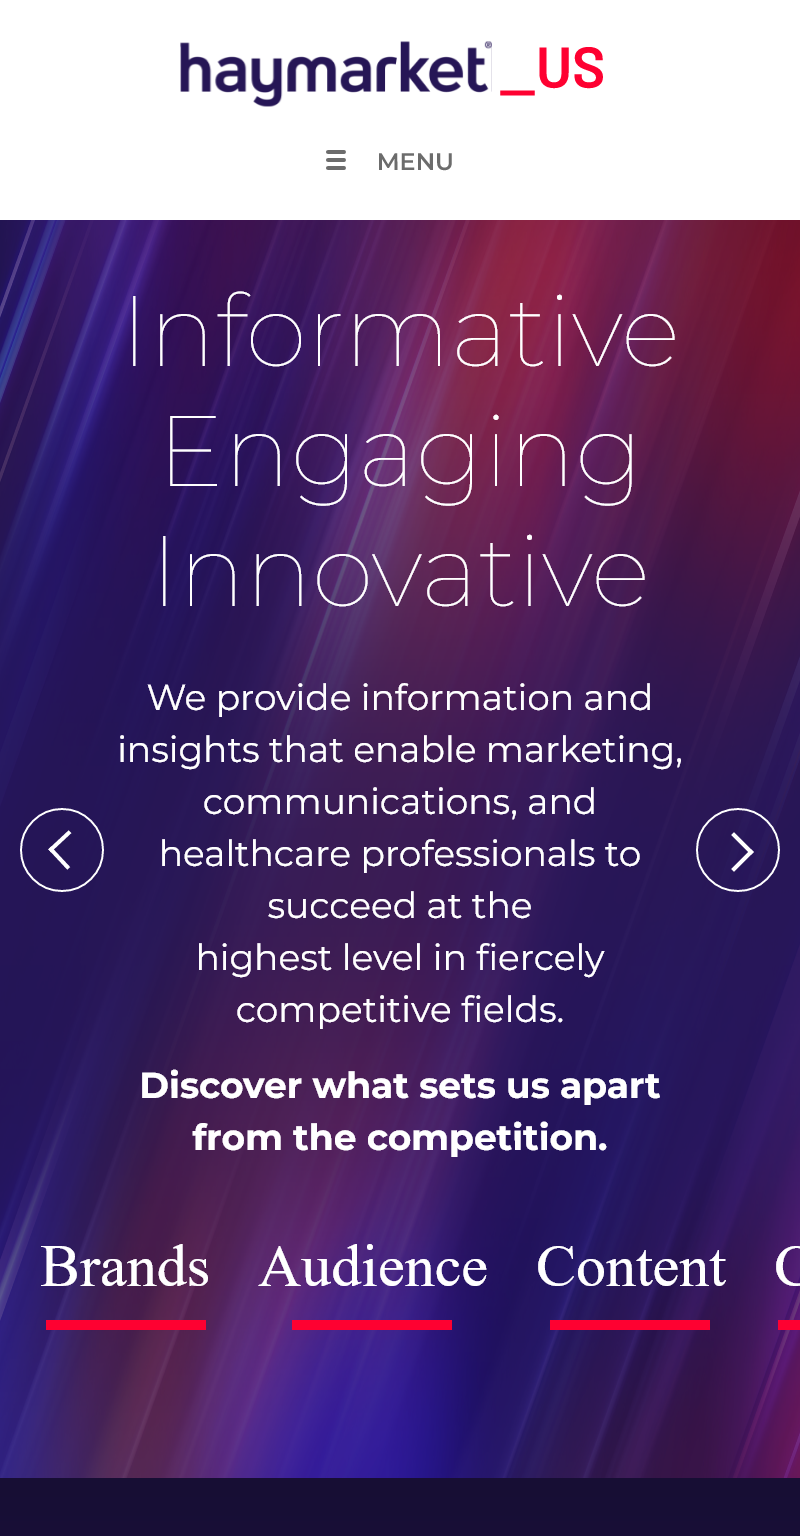 haymarket® _US
MENU
Informative
Engaging
Innovative
We provide information and
insights that enable marketing,
communications, and
healthcare professionals to
succeed at the
highest level in fiercely
competitive fields.
Discover what sets us apart
from the competition.
Brands Audience Content